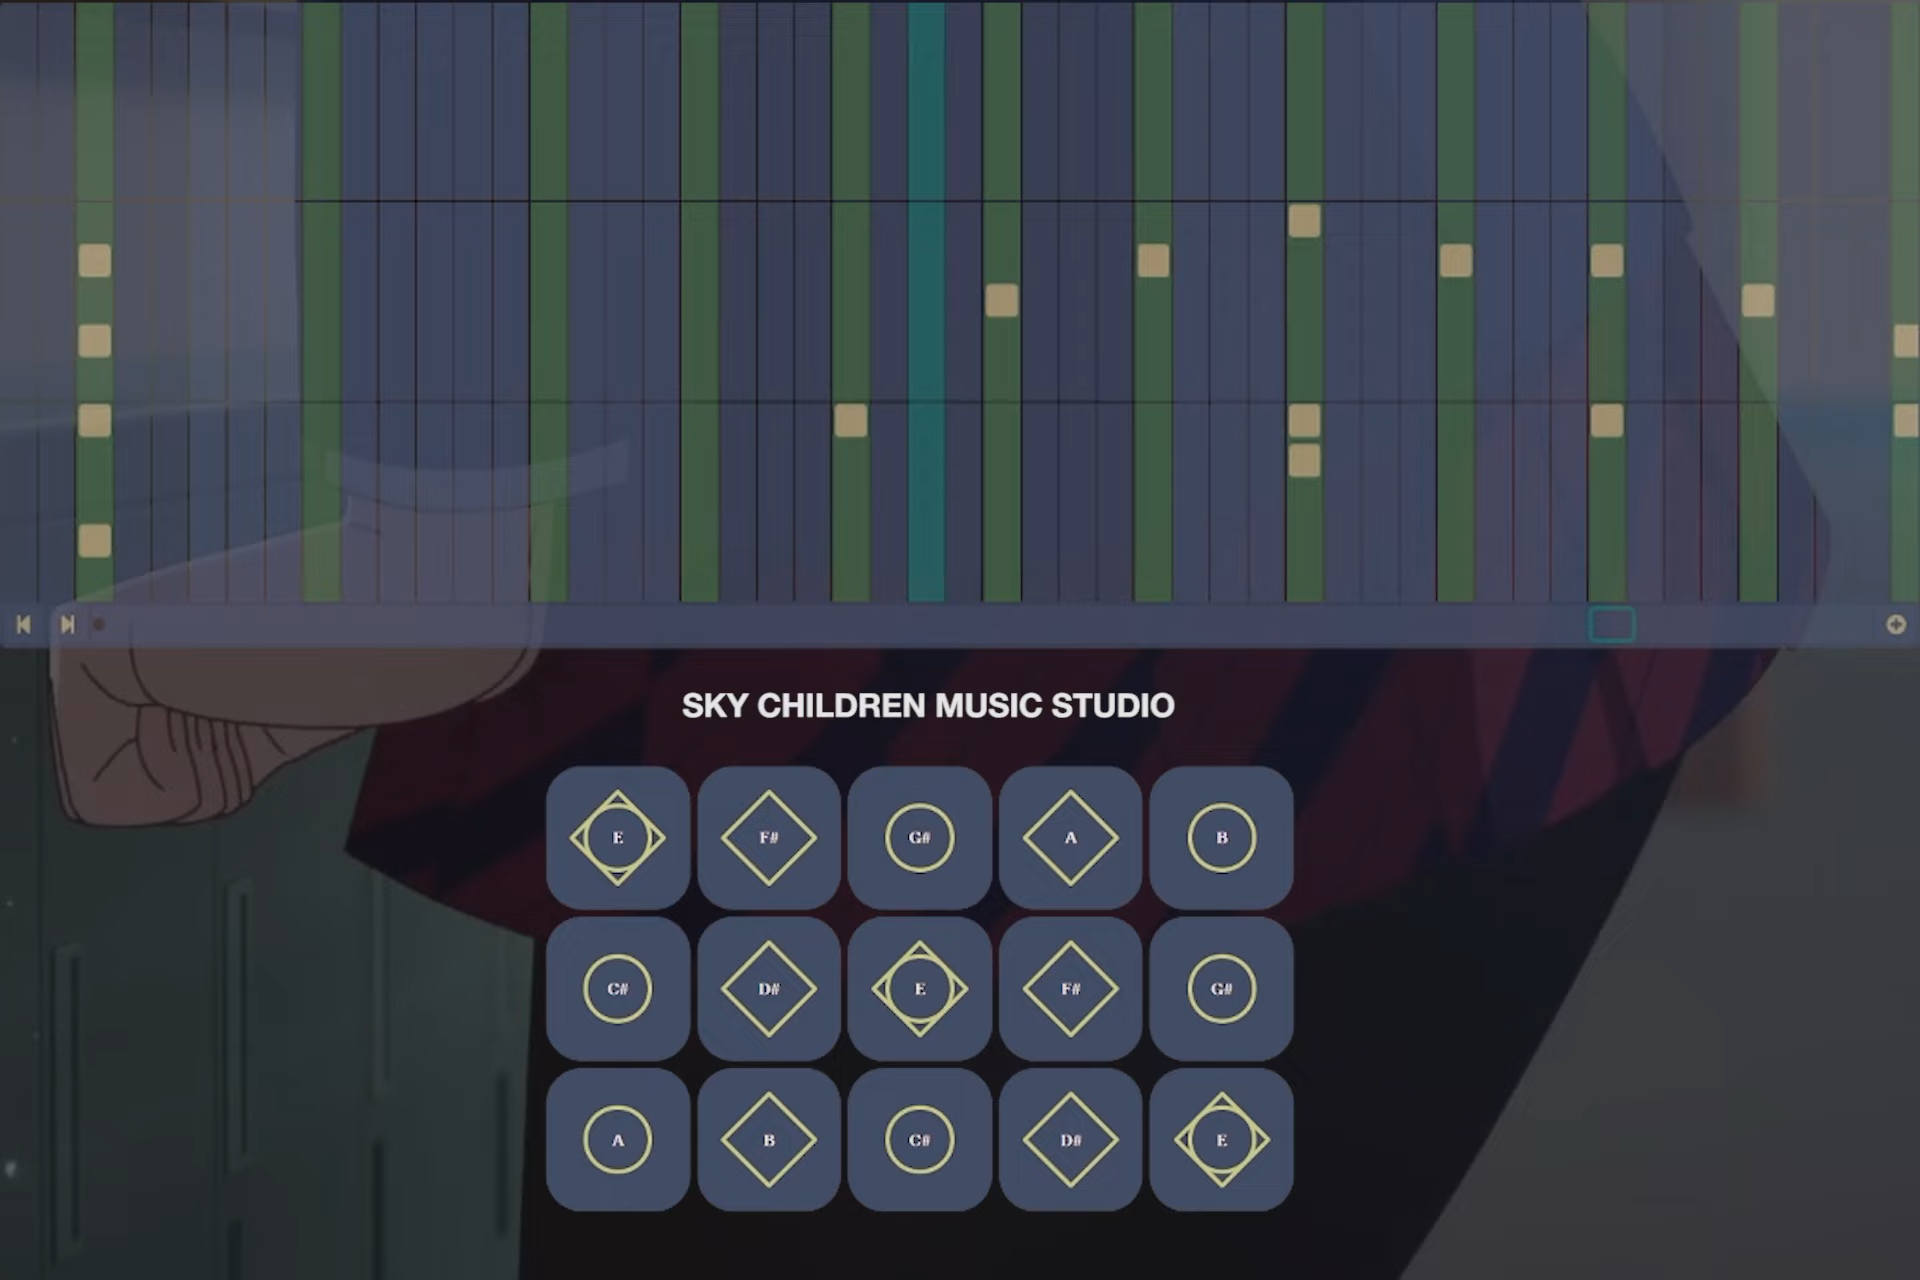 SKY CHILDREN MUSIC STUDIO
E F# G# A B
C# D# E F# G#
A B C# D# E